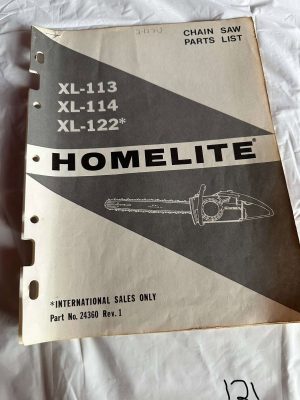 CHAIN SAW
PARTS LIST
XL-113
XL-114
XL-122*
HOMELITE®
*INTERNATIONAL SALES ONLY
Part No. 24360 Rev. 1
121